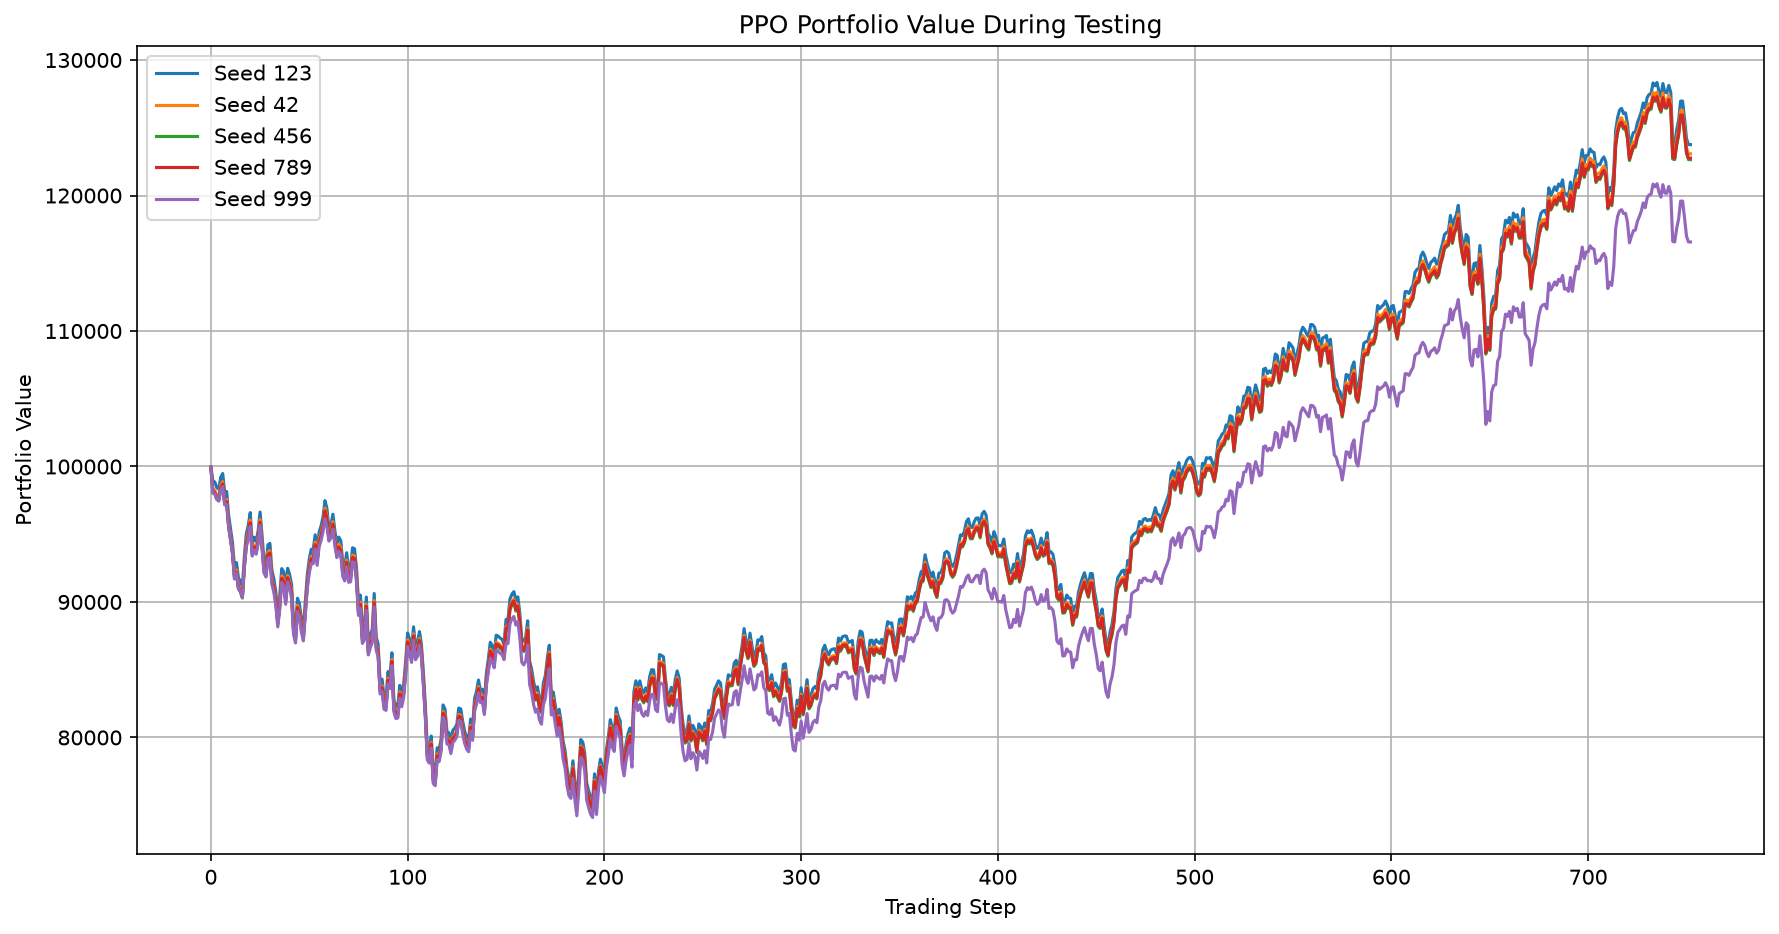 PPO Portfolio Value During Testing
130000
120000
110000
100000
90000
80000
Portfolio Value
Seed 123
Seed 42
Seed 456
Seed 789
Seed 999
0
100
200
300
400
500
600
700
Trading Step